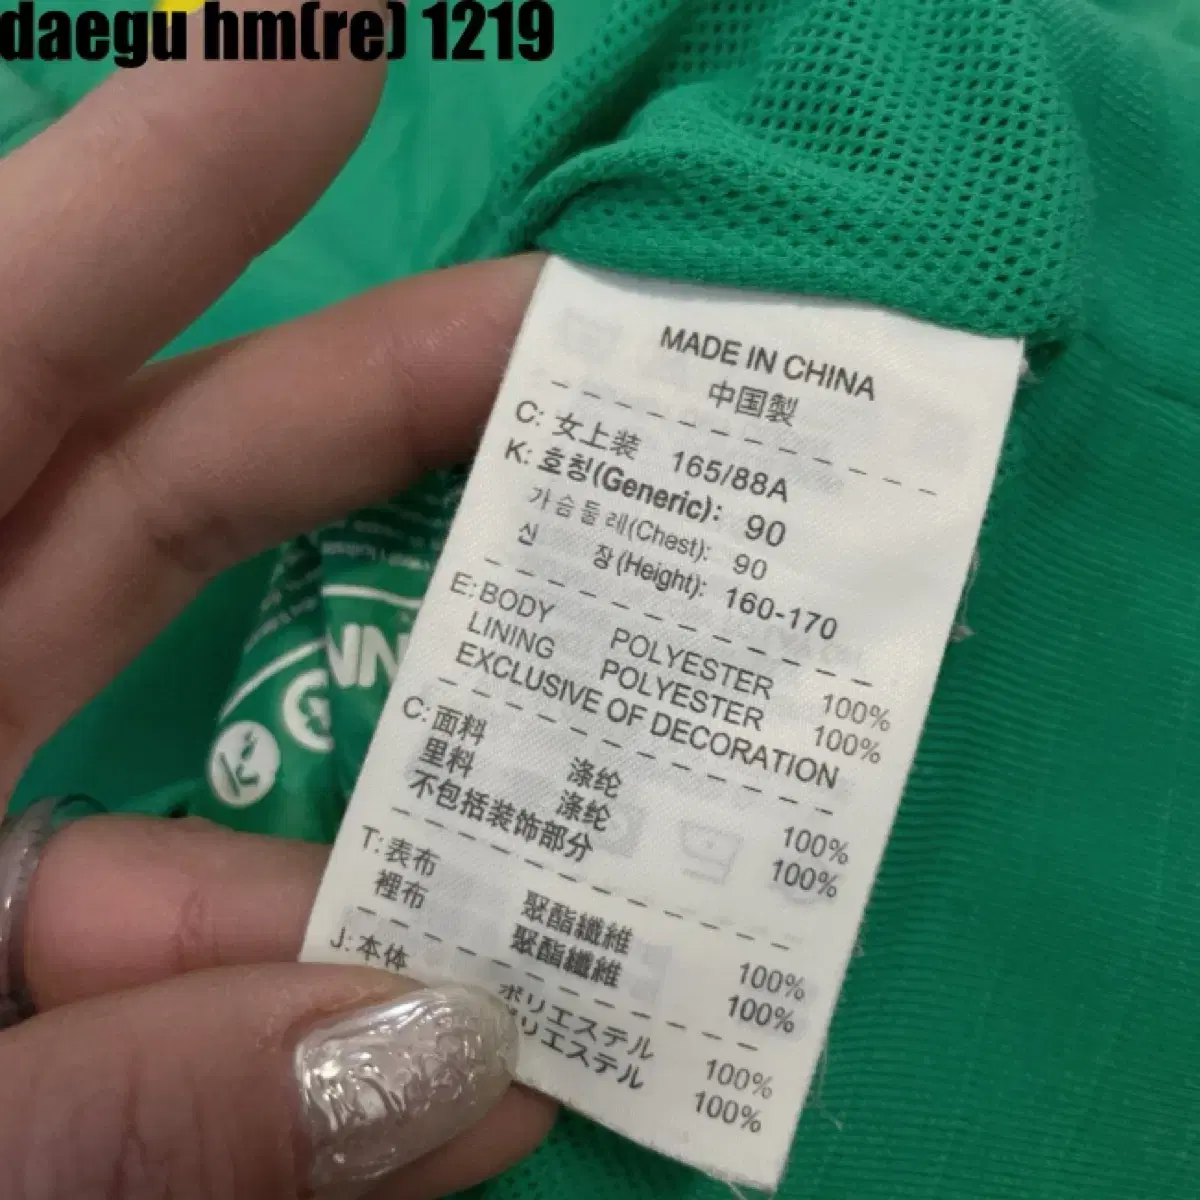 daegu hm(re) 1219
MADE IN CHINA
中国製
C: 女上装 165/88A
K: 호칭(Generic): 90
가슴둘레(Chest): 90
신 장(Height): 160-170
E: BODY POLYESTER 100%
LINING POLYESTER 100%
EXCLUSIVE OF DECORATION
C: 面料 涤纶 100%
里料 涤纶 100%
不包括装饰部分
T: 表布 聚酯纖維 100%
裡布 聚酯纖維 100%
J: 本体 ポリエステル 100%
ポリエステル 100%